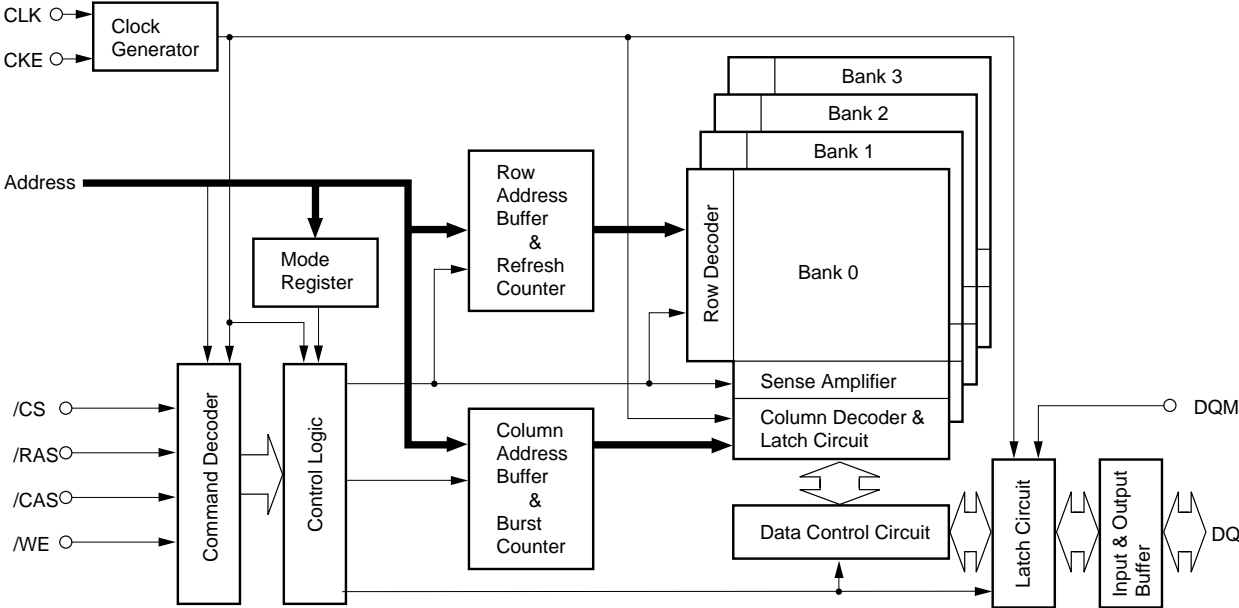 CLK
CKE
Clock
Generator
Address
Mode
Register
Row
Address
Buffer
&
Refresh
Counter
Bank 3
Bank 2
Bank 1
Bank 0
Row Decoder
Sense Amplifier
Column Decoder &
Latch Circuit
/CS
/RAS
/CAS
/WE
Command Decoder
Control Logic
Column
Address
Buffer
&
Burst
Counter
Data Control Circuit
Latch Circuit
Input & Output
Buffer
DQM
DQ